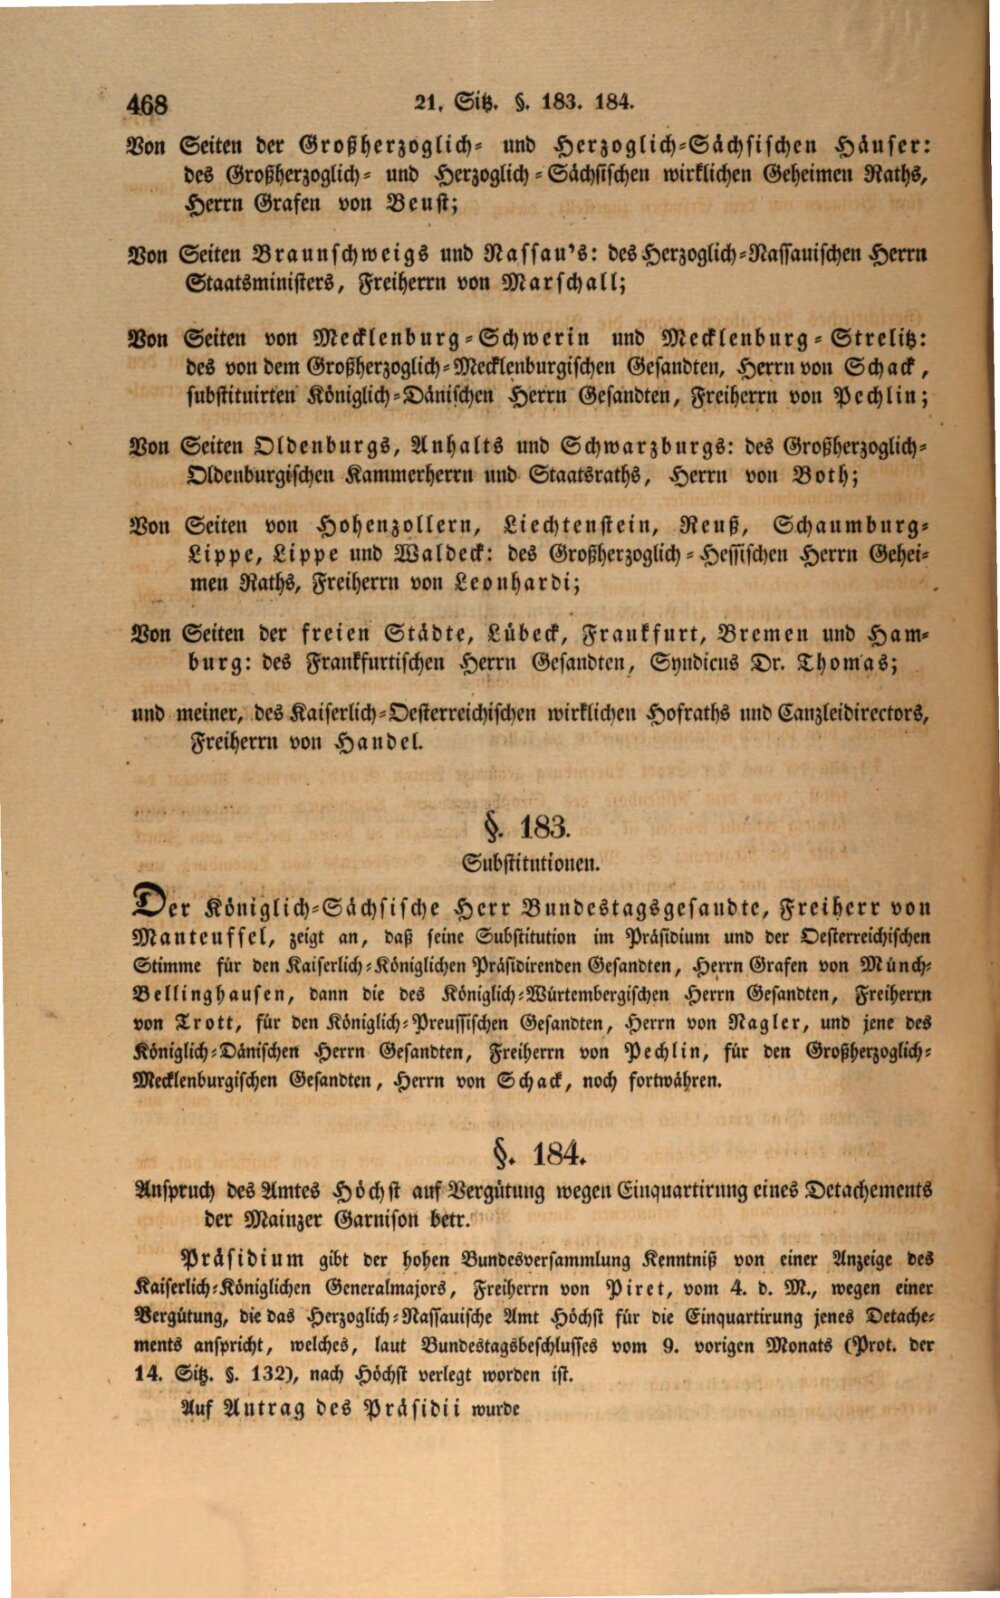 468
21. Sitz. §. 183. 184.
Von Seiten der Großherzoglich- und Herzoglich-Sächsischen Häuser:
des Großherzoglich- und Herzoglich-Sächsischen wirklichen Geheimen Raths,
Herrn Grafen von Beust;
Von Seiten Braunschweigs und Nassau's: des Herzoglich-Nassauischen Herrn
Staatsministers, Freiherrn von Marschall;
Von Seiten von Mecklenburg-Schwerin und Mecklenburg-Strelitz:
des von dem Großherzoglich-Mecklenburgischen Gesandten, Herrn von Schack,
substituirten Königlich-Dänischen Herrn Gesandten, Freiherrn von Pechlin;
Von Seiten Oldenburgs, Anhalts und Schwarzburgs: des Großherzoglich-
Oldenburgischen Kammerherrn und Staatsraths, Herrn von Both;
Von Seiten von Hohenzollern, Liechtenstein, Reuß, Schaumburg-
Lippe, Lippe und Waldeck: des Großherzoglich-Hessischen Herrn Gehei-
men Raths, Freiherrn von Leonhardi;
Von Seiten der freien Städte, Lübeck, Frankfurt, Bremen und Ham-
burg: des Frankfurtischen Herrn Gesandten, Syndicus Dr. Thomas;
und meiner, des Kaiserlich-Oesterreichischen wirklichen Hofraths und Canzleidirectors,
Freiherrn von Handel.
§. 183.
Substitutionen.
Der Königlich-Sächsische Herr Bundestagsgesandte, Freiherr von
Manteuffel, zeigt an, daß seine Substitution im Präsidium und der Oesterreichischen
Stimme für den Kaiserlich-Königlichen Präsidirenden Gesandten, Herrn Grafen von Münch-
Bellinghausen, dann die des Königlich-Würtembergischen Herrn Gesandten, Freiherrn
von Trott, für den Königlich-Preussischen Gesandten, Herrn von Nagler, und jene des
Königlich-Dänischen Herrn Gesandten, Freiherrn von Pechlin, für den Großherzoglich-
Mecklenburgischen Gesandten, Herrn von Schack, noch fortwähren.
§. 184.
Anspruch des Amtes Höchst auf Vergütung wegen Einquartirung eines Detachements
der Mainzer Garnison betr.
Präsidium gibt der hohen Bundesversammlung Kenntniß von einer Anzeige des
Kaiserlich-Königlichen Generalmajors, Freiherrn von Piret, vom 4. d. M., wegen einer
Vergütung, die das Herzoglich-Nassauische Amt Höchst für die Einquartirung jenes Detache-
ments anspricht, welches, laut Bundestagsbeschlusses vom 9. vorigen Monats (Prot. der
14. Sitz. §. 132), nach Höchst verlegt worden ist.
Auf Antrag des Präsidii wurde